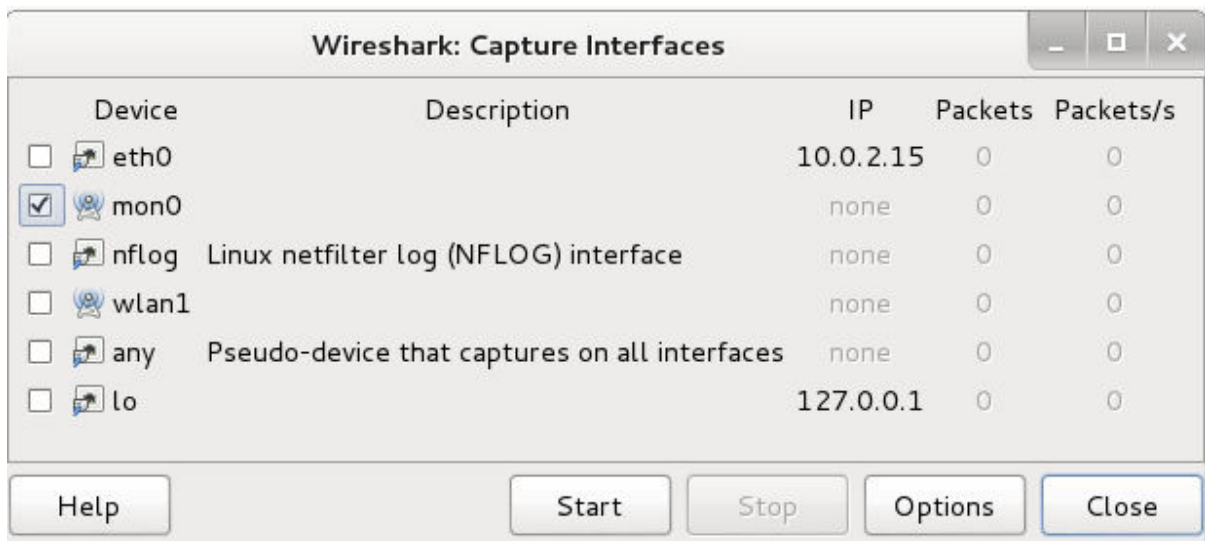 Wireshark: Capture Interfaces
Device Description IP Packets Packets/s
eth0 10.0.2.15 0 0
mon0 none 0 0
nflog Linux netfilter log (NFLOG) interface none 0 0
wlan1 none 0 0
any Pseudo-device that captures on all interfaces none 0 0
lo 127.0.0.1 0 0
Help Start Stop Options Close